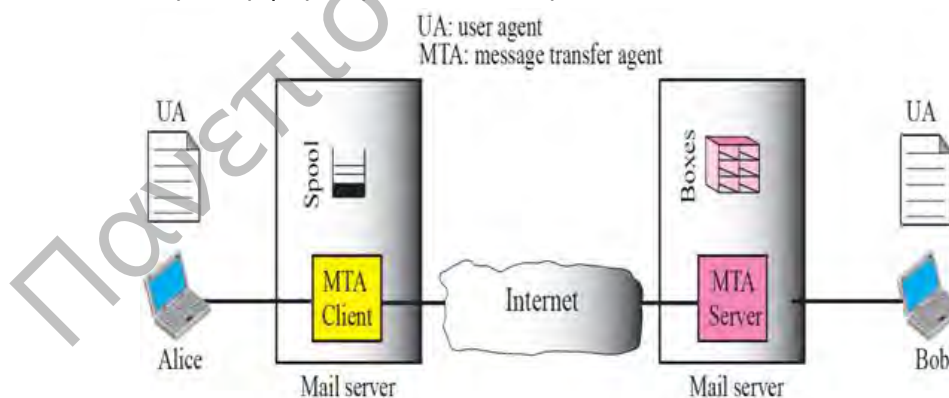 UA: user agent
MTA: message transfer agent
UA
UA
Spool
Boxes
MTA
Client
Internet
MTA
Server
Alice
Bob
Mail server
Mail server
Πανεπιο